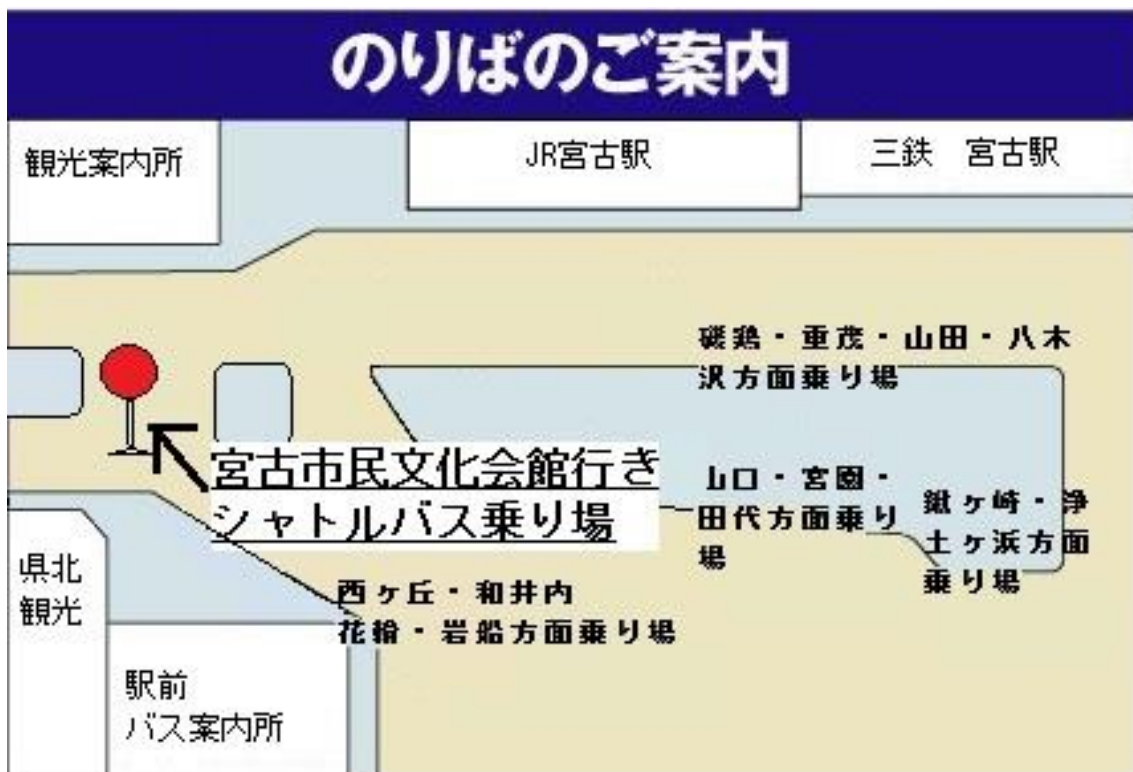 のりばのご案内
観光案内所
JR宮古駅
三鉄 宮古駅
磯鶏・重茂・山田・八木
沢方面乗り場
宮古市民文化会館行き
シャトルバス乗り場
山口・宮園・
田代方面乗り
場
鍬ヶ崎・浄
土ヶ浜方面
乗り場
西ヶ丘・和井内
花輪・岩船方面乗り場
県北
観光
駅前
バス案内所